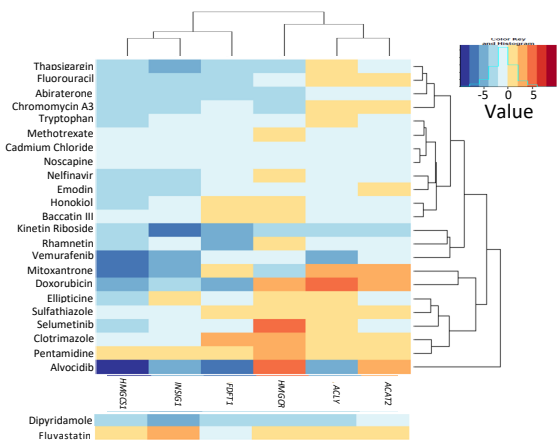 Color Key
and Histogram
-5 0 5
Value
Thapsigargin
Fluorouracil
Abiraterone
Chromomycin A3
Tryptophan
Methotrexate
Cadmium Chloride
Noscapine
Nelfinavir
Emodin
Honokiol
Baccatin III
Kinetin Riboside
Rhamnetin
Vemurafenib
Mitoxantrone
Doxorubicin
Ellipticine
Sulfathiazole
Selumetinib
Clotrimazole
Pentamidine
Alvocidib
HMGCS1
INSIG1
FDFT1
HMGCR
ACLY
ACAT2
Dipyridamole
Fluvastatin